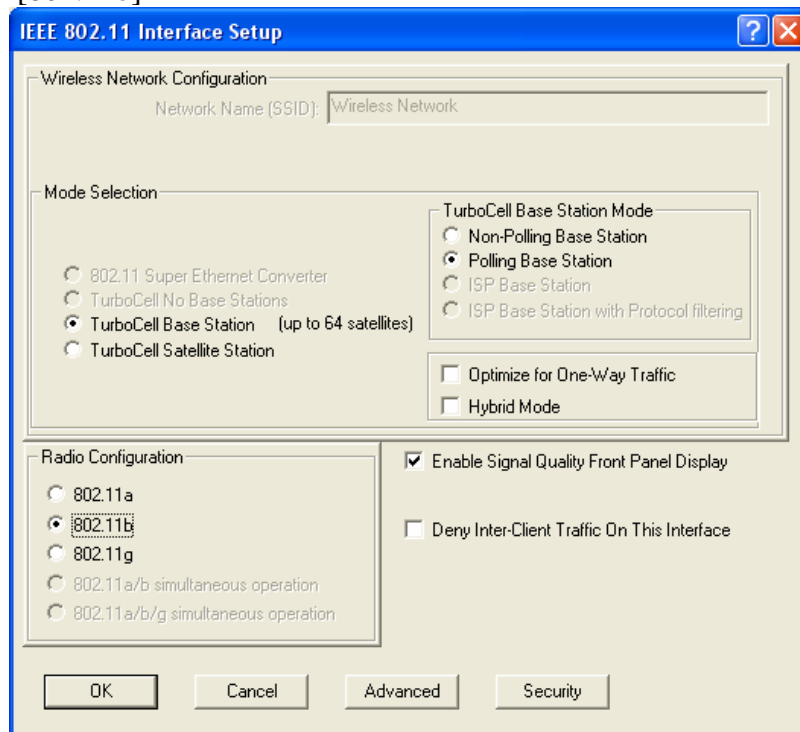 IEEE 802.11 Interface Setup
Wireless Network Configuration
Network Name (SSID): Wireless Network
Mode Selection
802.11 Super Ethernet Converter
TurboCell No Base Stations
TurboCell Base Station (up to 64 satellites)
TurboCell Satellite Station
TurboCell Base Station Mode
Non-Polling Base Station
Polling Base Station
ISP Base Station
ISP Base Station with Protocol filtering
Optimize for One-Way Traffic
Hybrid Mode
Radio Configuration
802.11a
802.11b
802.11g
802.11a/b simultaneous operation
802.11a/b/g simultaneous operation
Enable Signal Quality Front Panel Display
Deny Inter-Client Traffic On This Interface
OK Cancel Advanced Security